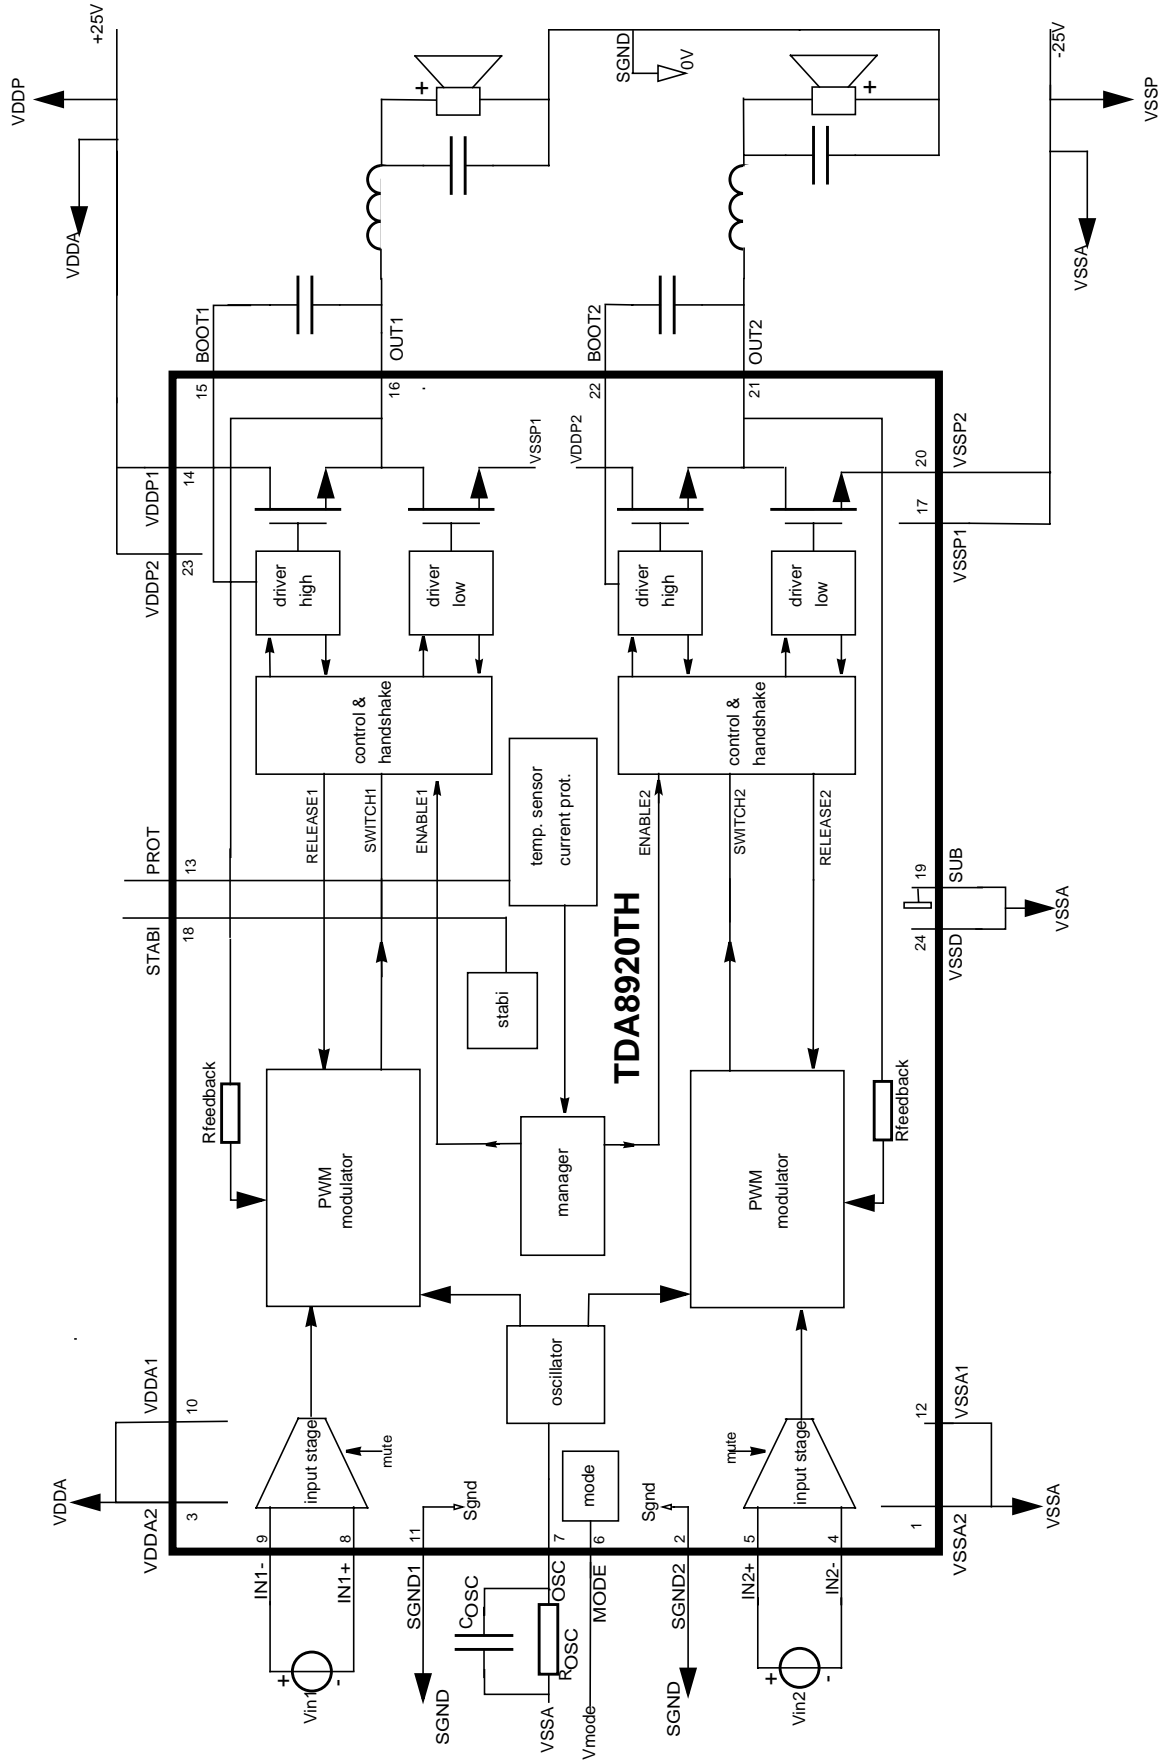 VDDP
+25V
VDDA
SGND
0V
-25V
VSSP
VSSA
+
+
BOOT1
15
OUT1
16
BOOT2
22
OUT2
21
VDDP1
14
VDDP2
23
VSSP1
VDDP2
VSSP2
20
VSSP1
17
driver
high
driver
low
driver
high
driver
low
control &
handshake
control &
handshake
RELEASE1
SWITCH1
ENABLE1
temp. sensor
current prot.
ENABLE2
SWITCH2
RELEASE2
PROT
13
STABI
18
stabi
TDA8920TH
19
SUB
24
VSSD
VSSA
Rfeedback
PWM
modulator
manager
PWM
modulator
Rfeedback
oscillator
VDDA
VDDA1
10
VDDA2
3
input stage
mute
Sgnd
mode
Sgnd
mute
input stage
12
VSSA1
1
VSSA2
VSSA
9
IN1-
8
IN1+
11
SGND1
7
OSC
6
MODE
2
SGND2
5
IN2+
4
IN2-
COSC
ROSC
+
-
Vin1
SGND
VSSA
Vmode
SGND
+
-
Vin2